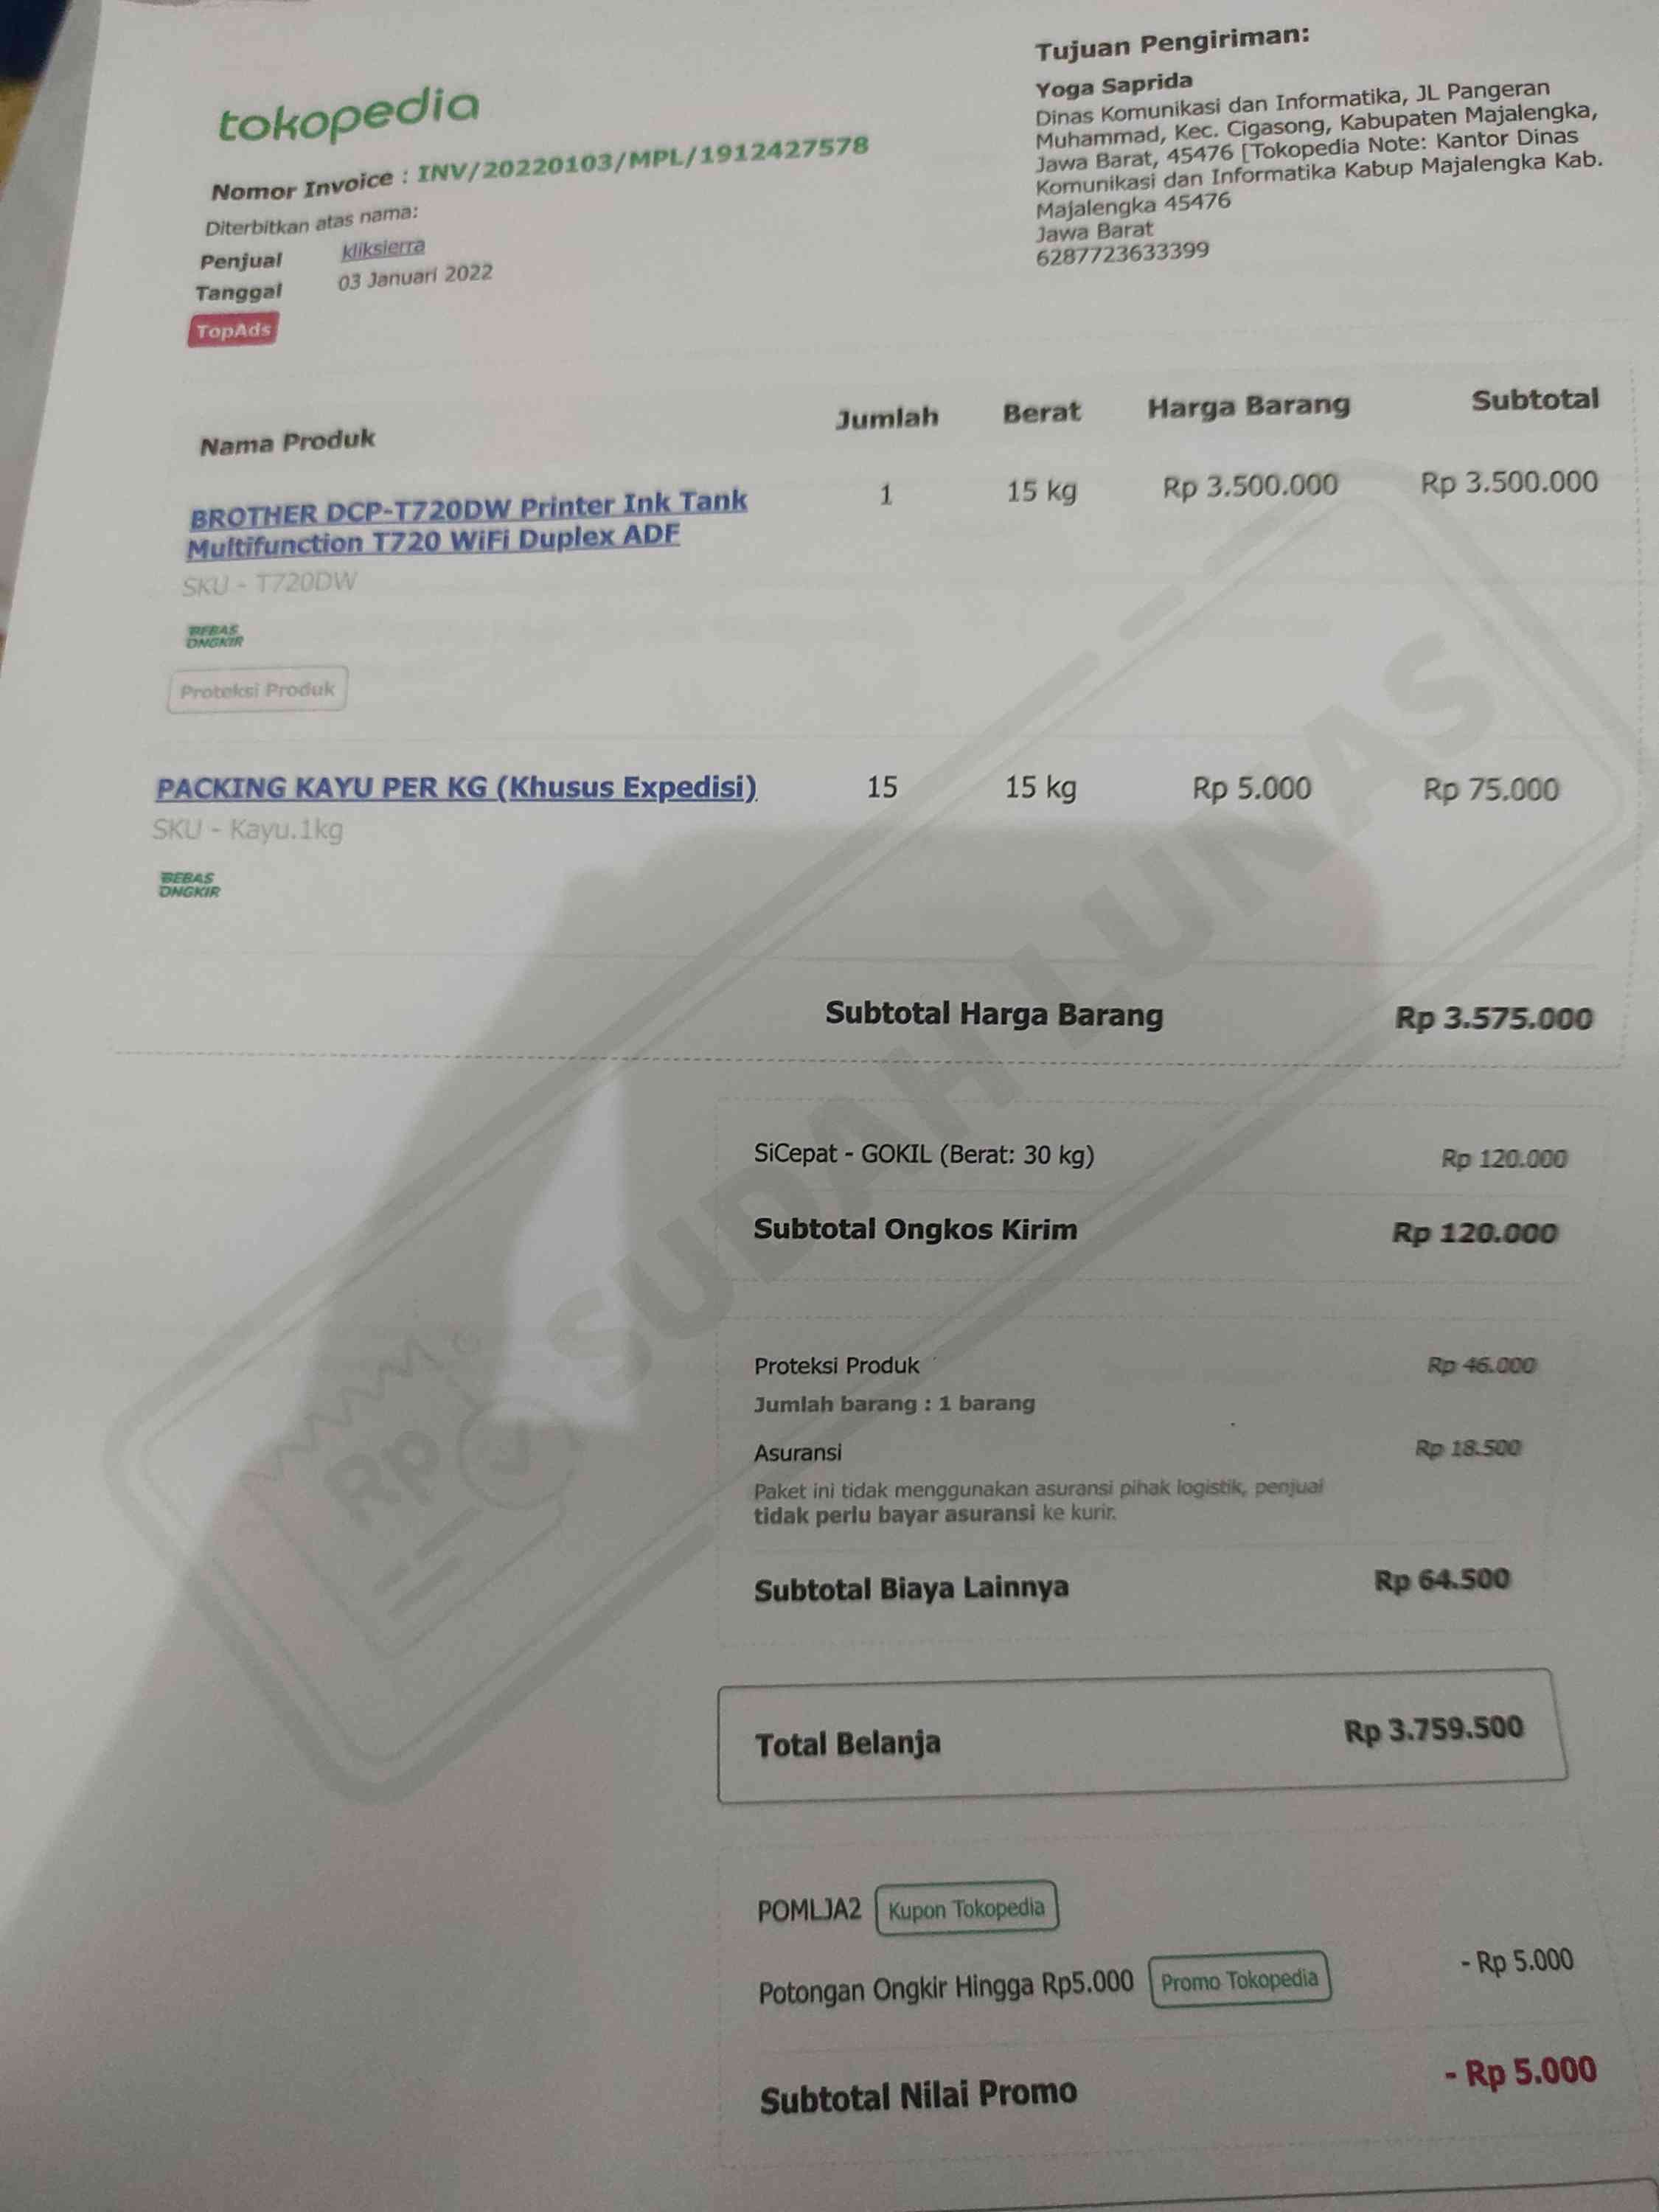 tokopedia
Nomor Invoice : INV/20220103/MPL/1912427578
Diterbitkan atas nama:
Penjual kliksierra
Tanggal 03 Januari 2022
TopAds
Tujuan Pengiriman:
Yoga Saprida
Dinas Komunikasi dan Informatika, JL Pangeran
Muhammad, Kec. Cigasong, Kabupaten Majalengka,
Jawa Barat, 45476 [Tokopedia Note: Kantor Dinas
Komunikasi dan Informatika Kabup Majalengka Kab.
Majalengka 45476
Jawa Barat
6287723633399
Nama Produk Jumlah Berat Harga Barang Subtotal
BROTHER DCP-T720DW Printer Ink Tank 1 15 kg Rp 3.500.000 Rp 3.500.000
Multifunction T720 WiFi Duplex ADF
SKU - T720DW
BEBAS
ONGKIR
Proteksi Produk
PACKING KAYU PER KG (Khusus Expedisi) 15 15 kg Rp 5.000 Rp 75.000
SKU - Kayu.1kg
BEBAS
ONGKIR
Subtotal Harga Barang Rp 3.575.000
SiCepat - GOKIL (Berat: 30 kg) Rp 120.000
Subtotal Ongkos Kirim Rp 120.000
Rp SUDAH LUNAS
Proteksi Produk Rp 46.000
Jumlah barang : 1 barang
Asuransi Rp 18.500
Paket ini tidak menggunakan asuransi pihak logistik, penjual
tidak perlu bayar asuransi ke kurir.
Subtotal Biaya Lainnya Rp 64.500
Total Belanja Rp 3.759.500
POMLJA2 Kupon Tokopedia
Potongan Ongkir Hingga Rp5.000 Promo Tokopedia - Rp 5.000
Subtotal Nilai Promo - Rp 5.000